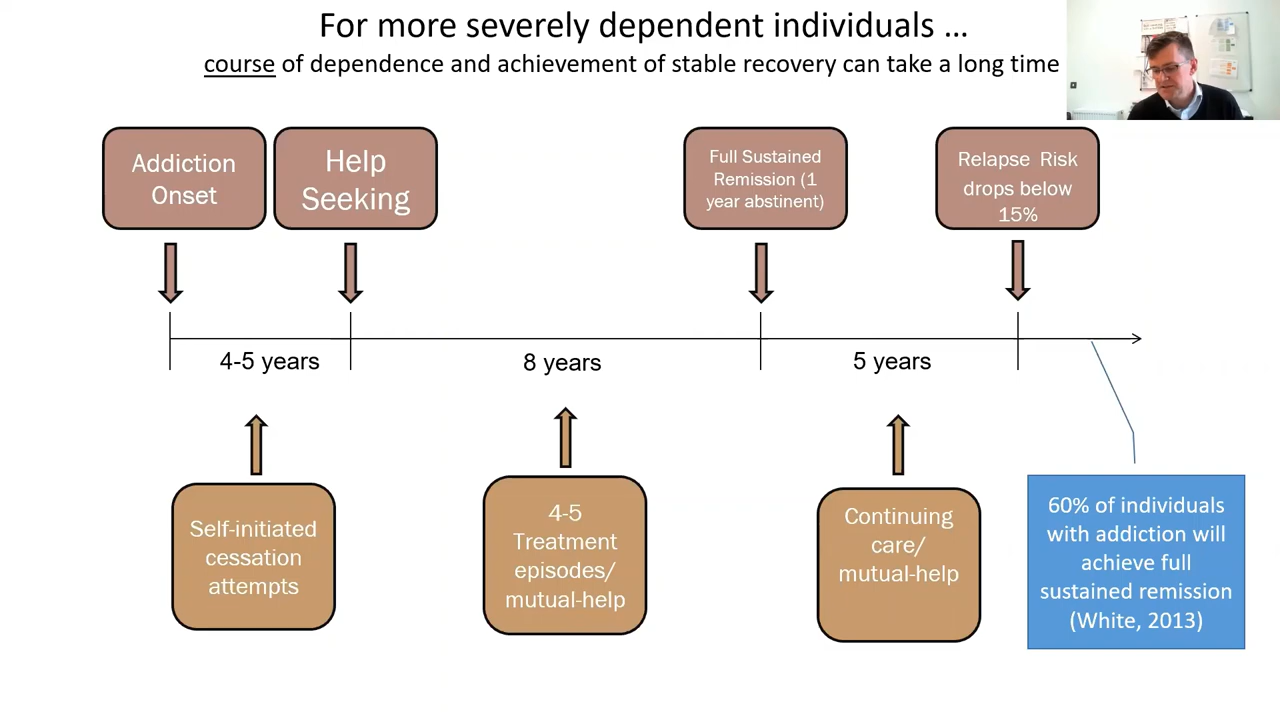 For more severely dependent individuals …
course of dependence and achievement of stable recovery can take a long time
Addiction
Onset
Help
Seeking
Full Sustained
Remission (1
year abstinent)
Relapse Risk
drops below
15%
4-5 years
8 years
5 years
Self-initiated
cessation
attempts
4-5
Treatment
episodes/
mutual-help
Continuing
care/
mutual-help
60% of individuals
with addiction will
achieve full
sustained remission
(White, 2013)